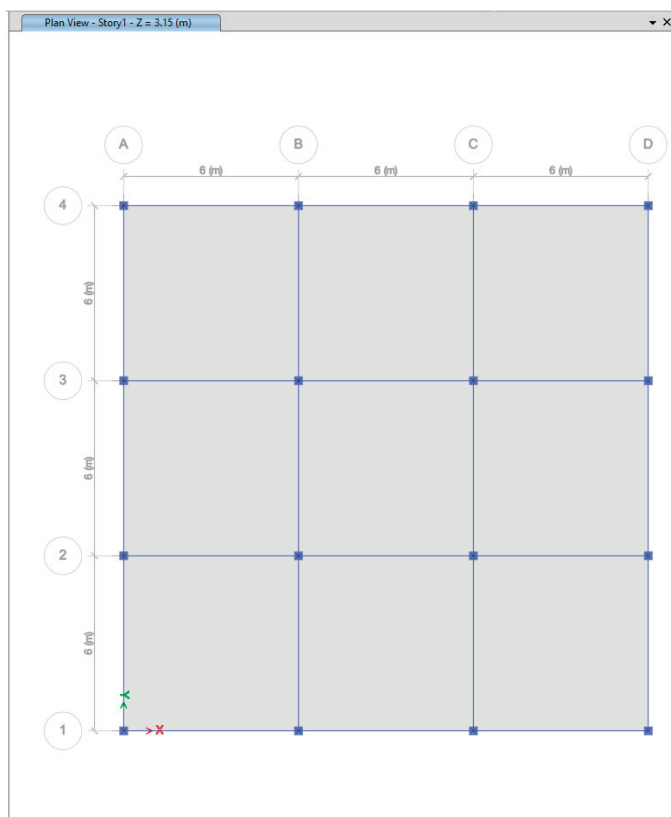 Plan View - Story1 - Z = 3.15 (m)
A B C D
6 (m) 6 (m) 6 (m)
4
6 (m)
3
6 (m)
2
6 (m)
Y
1
X